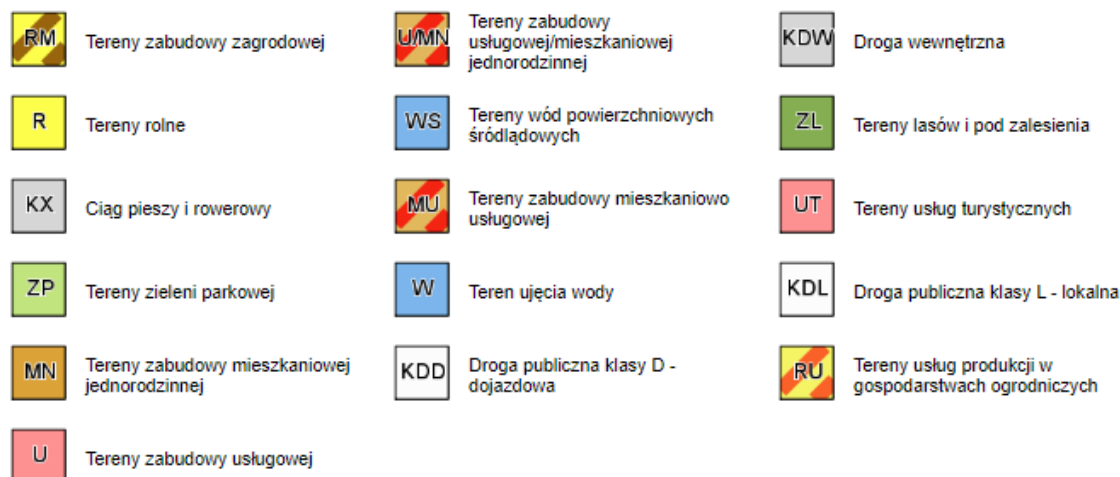 RM Tereny zabudowy zagrodowej
U/MN Tereny zabudowy
usługowej/mieszkaniowej
jednorodzinnej
KDW Droga wewnętrzna
R Tereny rolne
WS Tereny wód powierzchniowych
śródlądowych
ZL Tereny lasów i pod zalesienia
KX Ciąg pieszy i rowerowy
MU Tereny zabudowy mieszkaniowo
usługowej
UT Tereny usług turystycznych
ZP Tereny zieleni parkowej
W Teren ujęcia wody
KDL Droga publiczna klasy L - lokalna
MN Tereny zabudowy mieszkaniowej
jednorodzinnej
KDD Droga publiczna klasy D -
dojazdowa
RU Tereny usług produkcji w
gospodarstwach ogrodniczych
U Tereny zabudowy usługowej